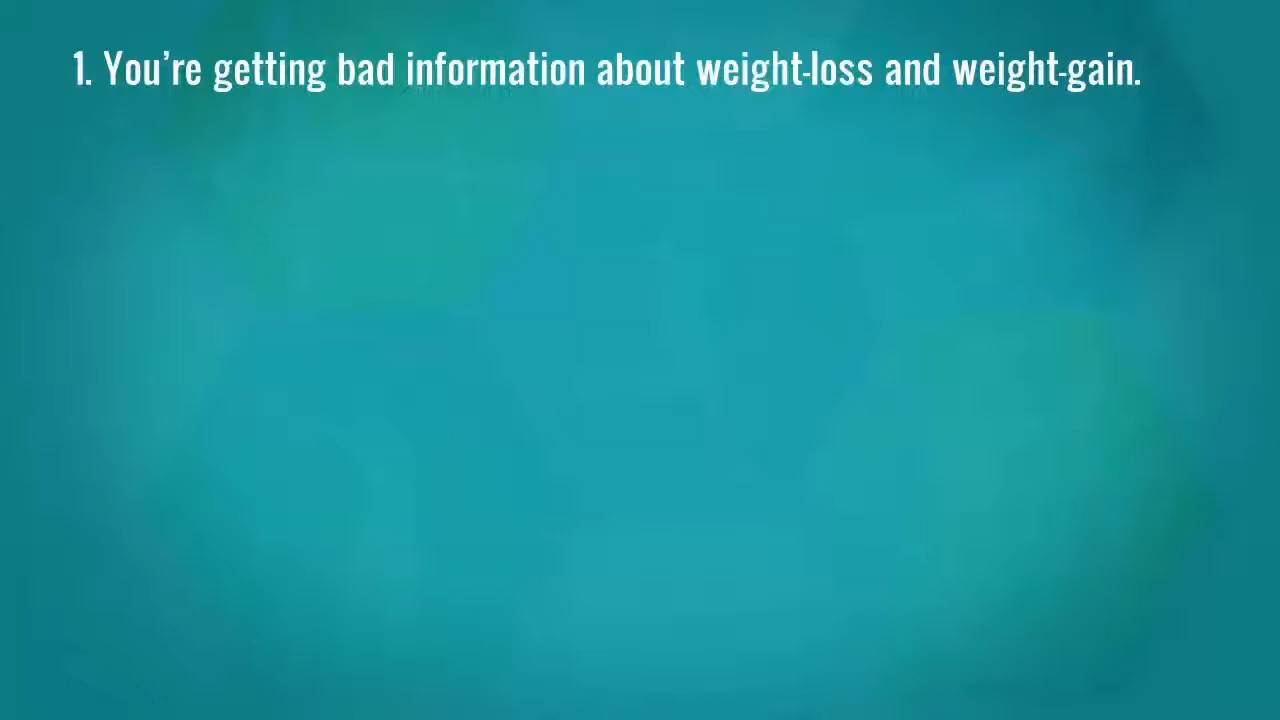 1. You’re getting bad information about weight-loss and weight-gain.